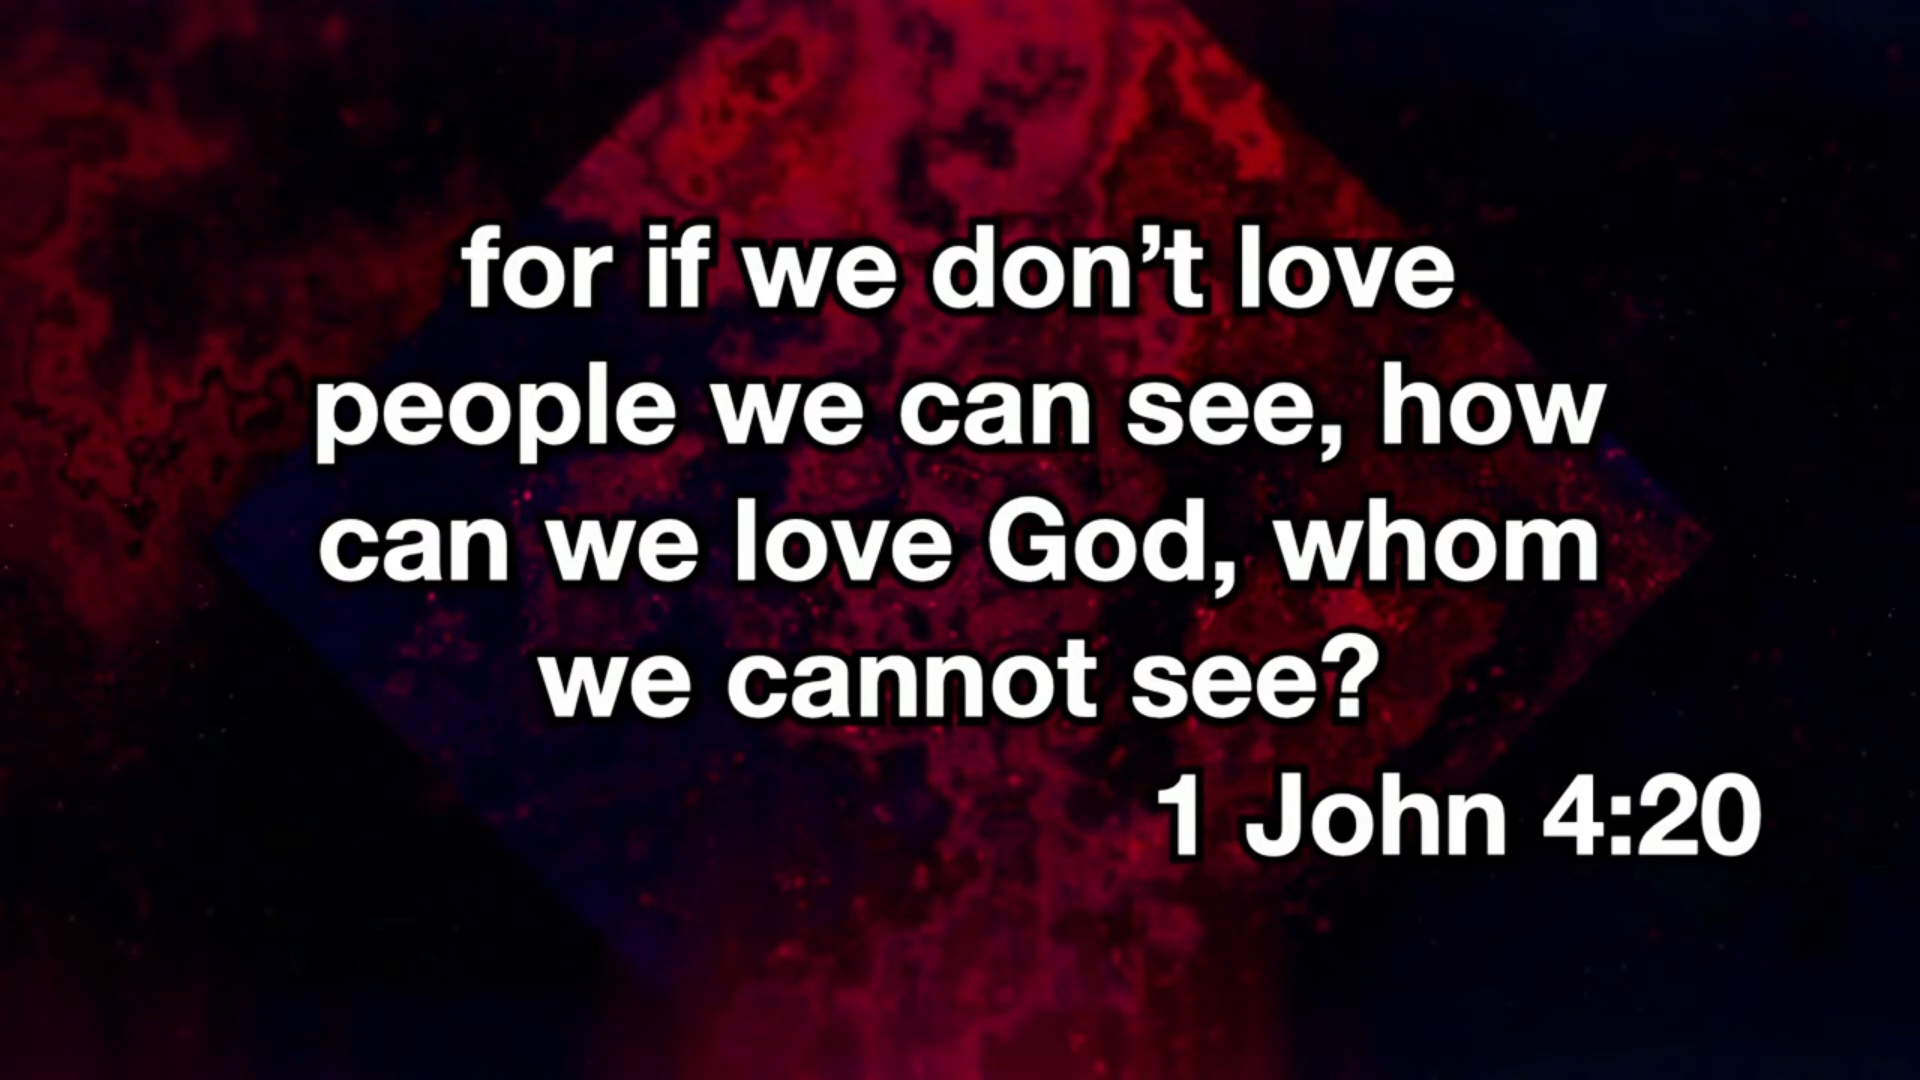 for if we don’t love
people we can see, how
can we love God, whom
we cannot see?
1 John 4:20